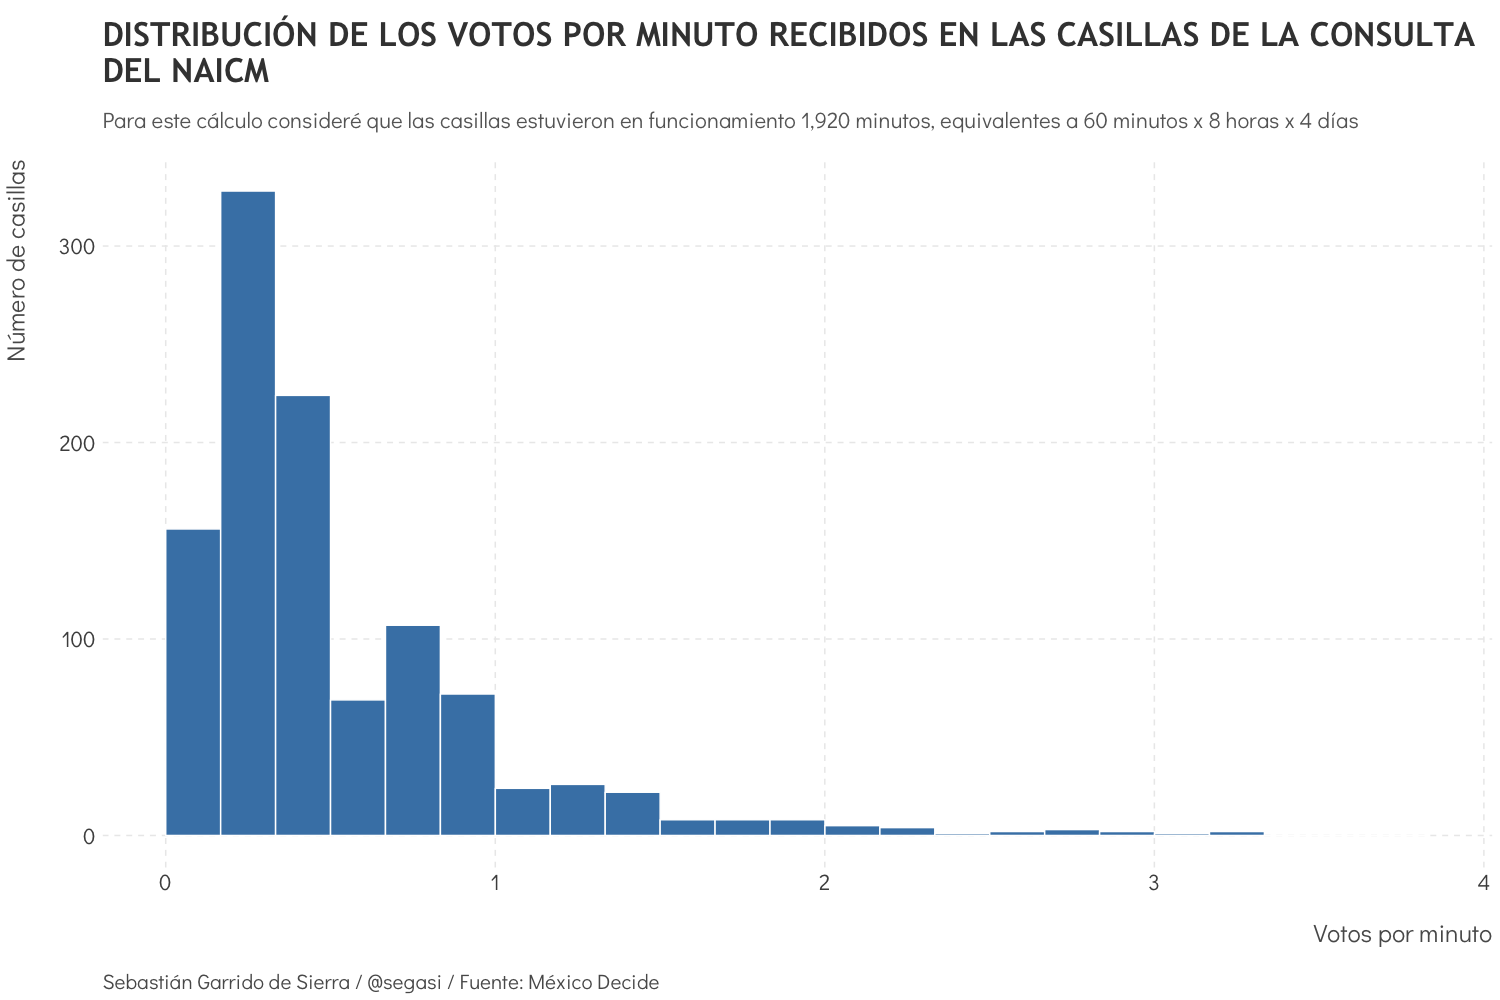 DISTRIBUCIÓN DE LOS VOTOS POR MINUTO RECIBIDOS EN LAS CASILLAS DE LA CONSULTA
DEL NAICM
Para este cálculo consideré que las casillas estuvieron en funcionamiento 1,920 minutos, equivalentes a 60 minutos x 8 horas x 4 días
Número de casillas
300
200
100
0
0 1 2 3 4
Votos por minuto
Sebastián Garrido de Sierra / @segasi / Fuente: México Decide